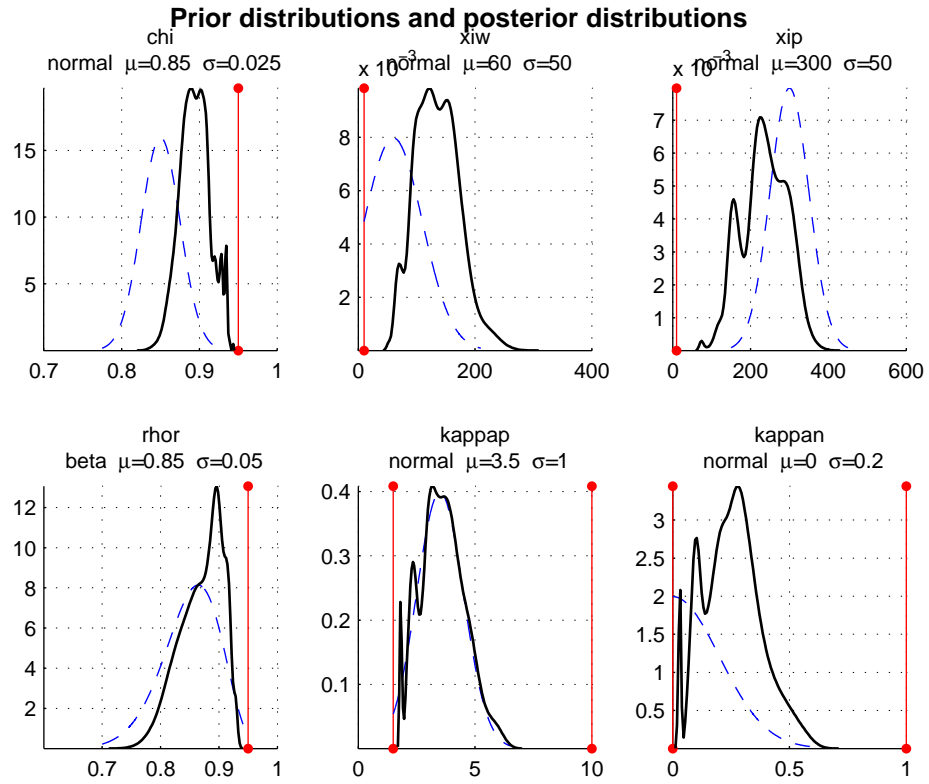 Prior distributions and posterior distributions
chi
normal μ=0.85 σ=0.025
15
10
5
0.7 0.8 0.9 1
xiw
normal μ=60 σ=50
x 10⁻³
8
6
4
2
0 200 400
xip
normal μ=300 σ=50
x 10⁻³
7
6
5
4
3
2
1
0 200 400 600
rhor
beta μ=0.85 σ=0.05
12
10
8
6
4
2
0.7 0.8 0.9 1
kappap
normal μ=3.5 σ=1
0.4
0.3
0.2
0.1
0 5 10
kappan
normal μ=0 σ=0.2
3
2.5
2
1.5
1
0.5
0 0.5 1